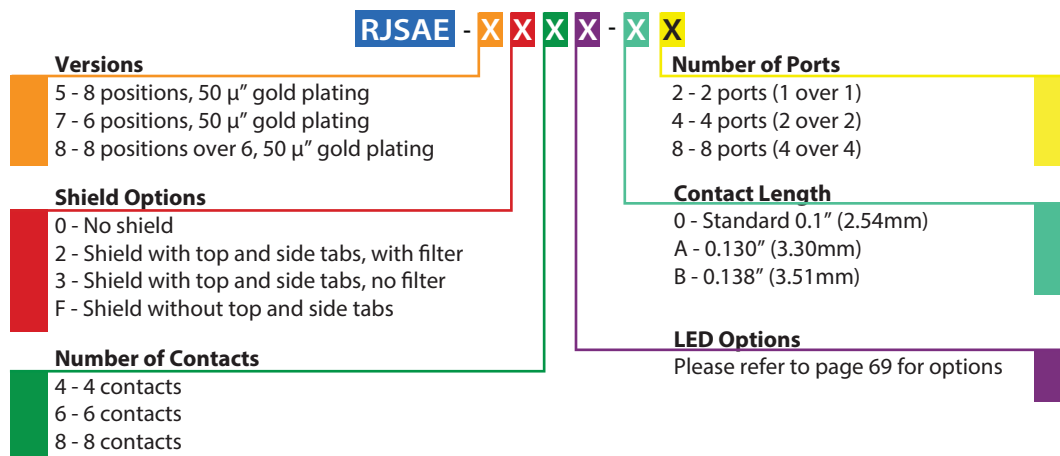 RJSAE - X X X X - X X
Versions
5 - 8 positions, 50 µ” gold plating
7 - 6 positions, 50 µ” gold plating
8 - 8 positions over 6, 50 µ” gold plating
Shield Options
0 - No shield
2 - Shield with top and side tabs, with filter
3 - Shield with top and side tabs, no filter
F - Shield without top and side tabs
Number of Contacts
4 - 4 contacts
6 - 6 contacts
8 - 8 contacts
Number of Ports
2 - 2 ports (1 over 1)
4 - 4 ports (2 over 2)
8 - 8 ports (4 over 4)
Contact Length
0 - Standard 0.1” (2.54mm)
A - 0.130” (3.30mm)
B - 0.138” (3.51mm)
LED Options
Please refer to page 69 for options